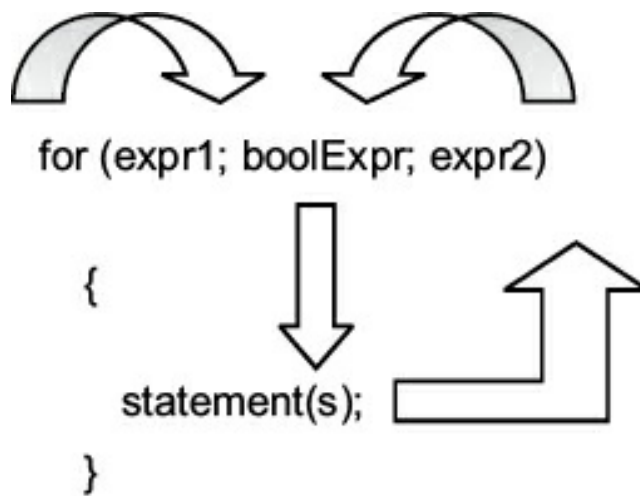 for (expr1; boolExpr; expr2)
{
statement(s);
}